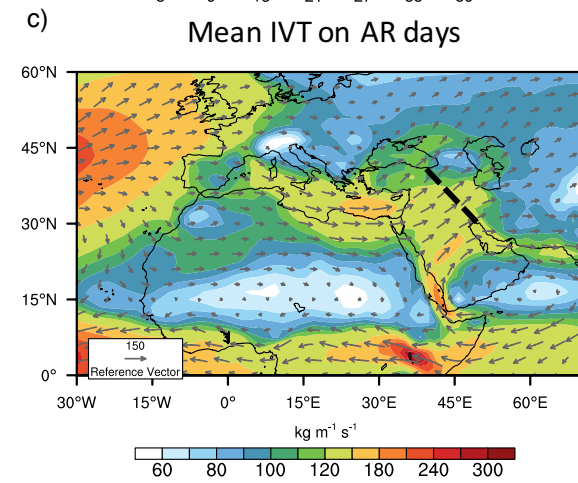 c)
Mean IVT on AR days
60°N
45°N
30°N
15°N
0°
150
Reference Vector
30°W 15°W 0° 15°E 30°E 45°E 60°E
kg m⁻¹ s⁻¹
60 80 100 120 180 240 300